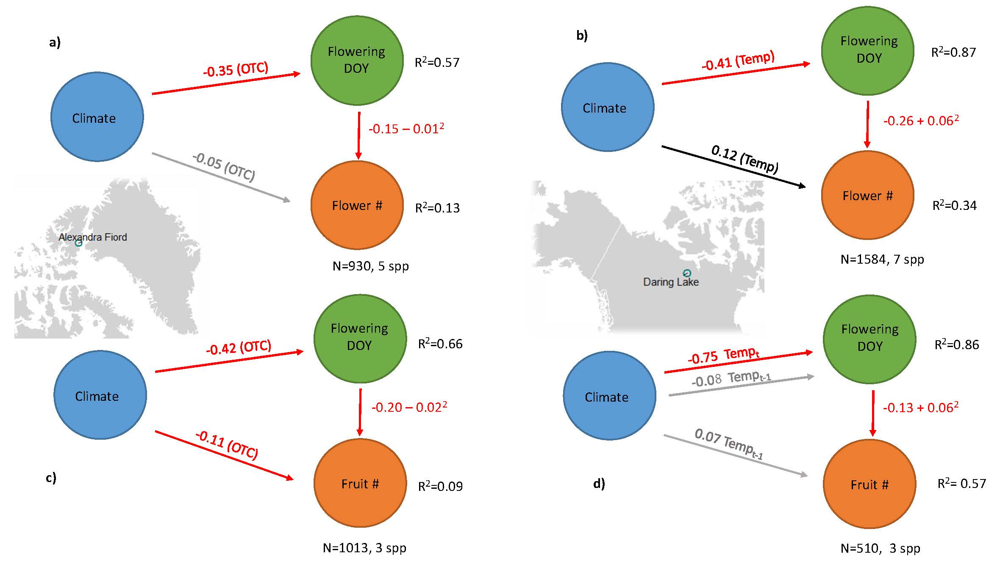 a)
Climate
-0.35 (OTC)
Flowering
DOY
R²=0.57
-0.15 – 0.01²
-0.05 (OTC)
Flower #
R²=0.13
N=930, 5 spp
Alexandra Fiord
b)
Climate
-0.41 (Temp)
Flowering
DOY
R²=0.87
-0.26 + 0.06²
0.12 (Temp)
Flower #
R²=0.34
N=1584, 7 spp
Daring Lake
c)
Climate
-0.42 (OTC)
Flowering
DOY
R²=0.66
-0.20 – 0.02²
-0.11 (OTC)
Fruit #
R²=0.09
N=1013, 3 spp
d)
Climate
-0.75 Tempt
-0.08 Tempt-1
Flowering
DOY
R²=0.86
-0.13 + 0.06²
0.07 Tempt-1
Fruit #
R²= 0.57
N=510, 3 spp